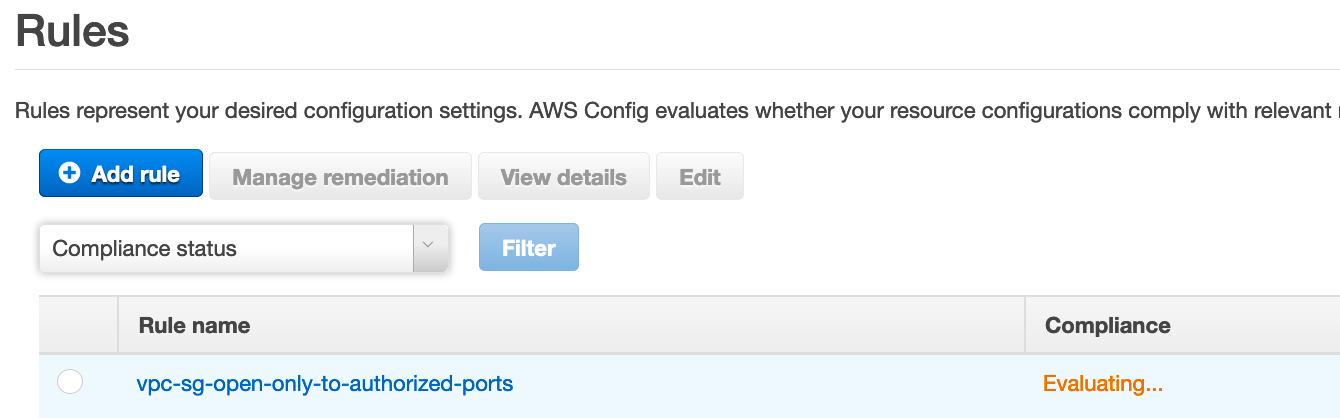 Rules
Rules represent your desired configuration settings. AWS Config evaluates whether your resource configurations comply with relevant
Add rule
Manage remediation
View details
Edit
Compliance status
Filter
Rule name
Compliance
vpc-sg-open-only-to-authorized-ports
Evaluating...